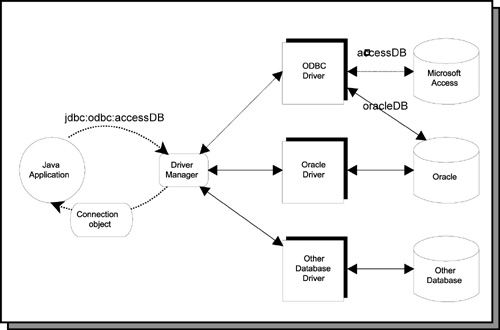 accessDB
ODBC
Driver
Microsoft
Access
jdbc:odbc:accessDB
oracleDB
Java
Application
Driver
Manager
Oracle
Driver
Oracle
Connection
object
Other
Database
Driver
Other
Database